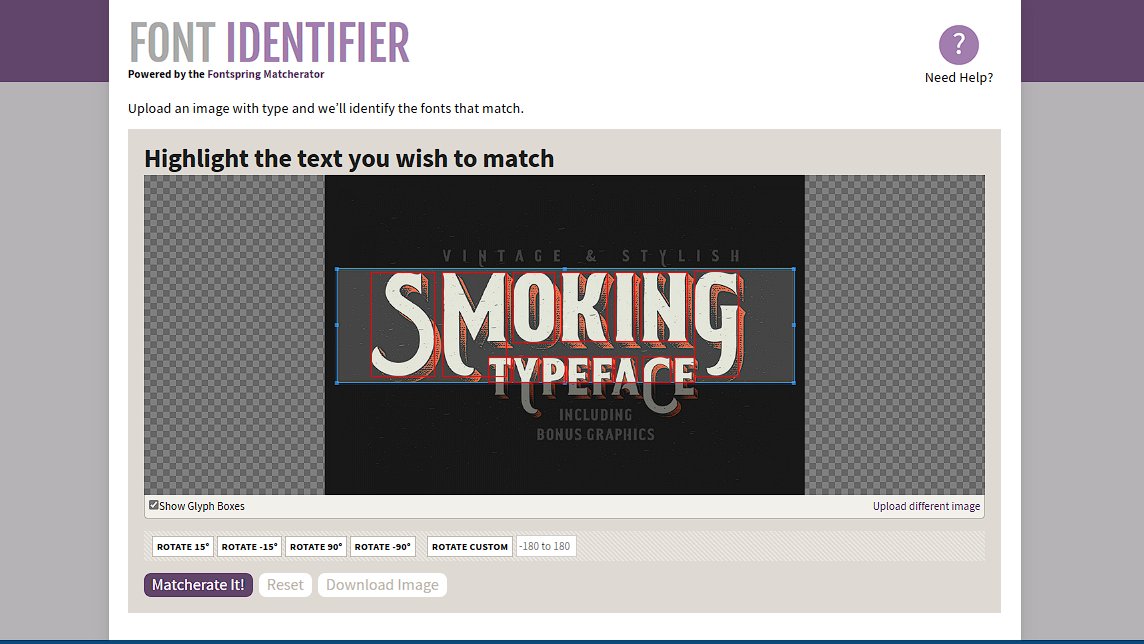 FONT IDENTIFIER
Powered by the Fontspring Matcherator
?
Need Help?
Upload an image with type and we'll identify the fonts that match.
Highlight the text you wish to match
VINTAGE & STYLISH
SMOKING
TYPEFACE
INCLUDING
BONUS GRAPHICS
Show Glyph Boxes
Upload different image
ROTATE 15° ROTATE -15° ROTATE 90° ROTATE -90° ROTATE CUSTOM -180 to 180
Matcherate It! Reset Download Image